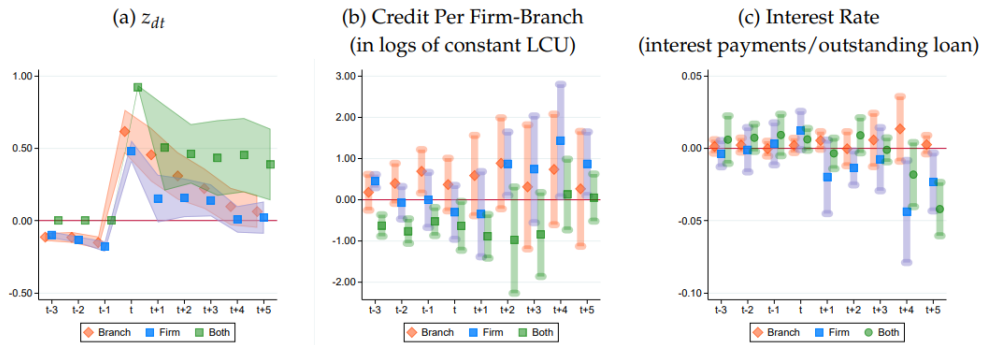 (a) z_dt
1.00
0.50
0.00
-0.50
t-3 t-2 t-1 t t+1 t+2 t+3 t+4 t+5
Branch Firm Both
(b) Credit Per Firm-Branch
(in logs of constant LCU)
3.00
2.00
1.00
0.00
-1.00
-2.00
t-3 t-2 t-1 t t+1 t+2 t+3 t+4 t+5
Branch Firm Both
(c) Interest Rate
(interest payments/outstanding loan)
0.05
0.00
-0.05
-0.10
t-3 t-2 t-1 t t+1 t+2 t+3 t+4 t+5
Branch Firm Both